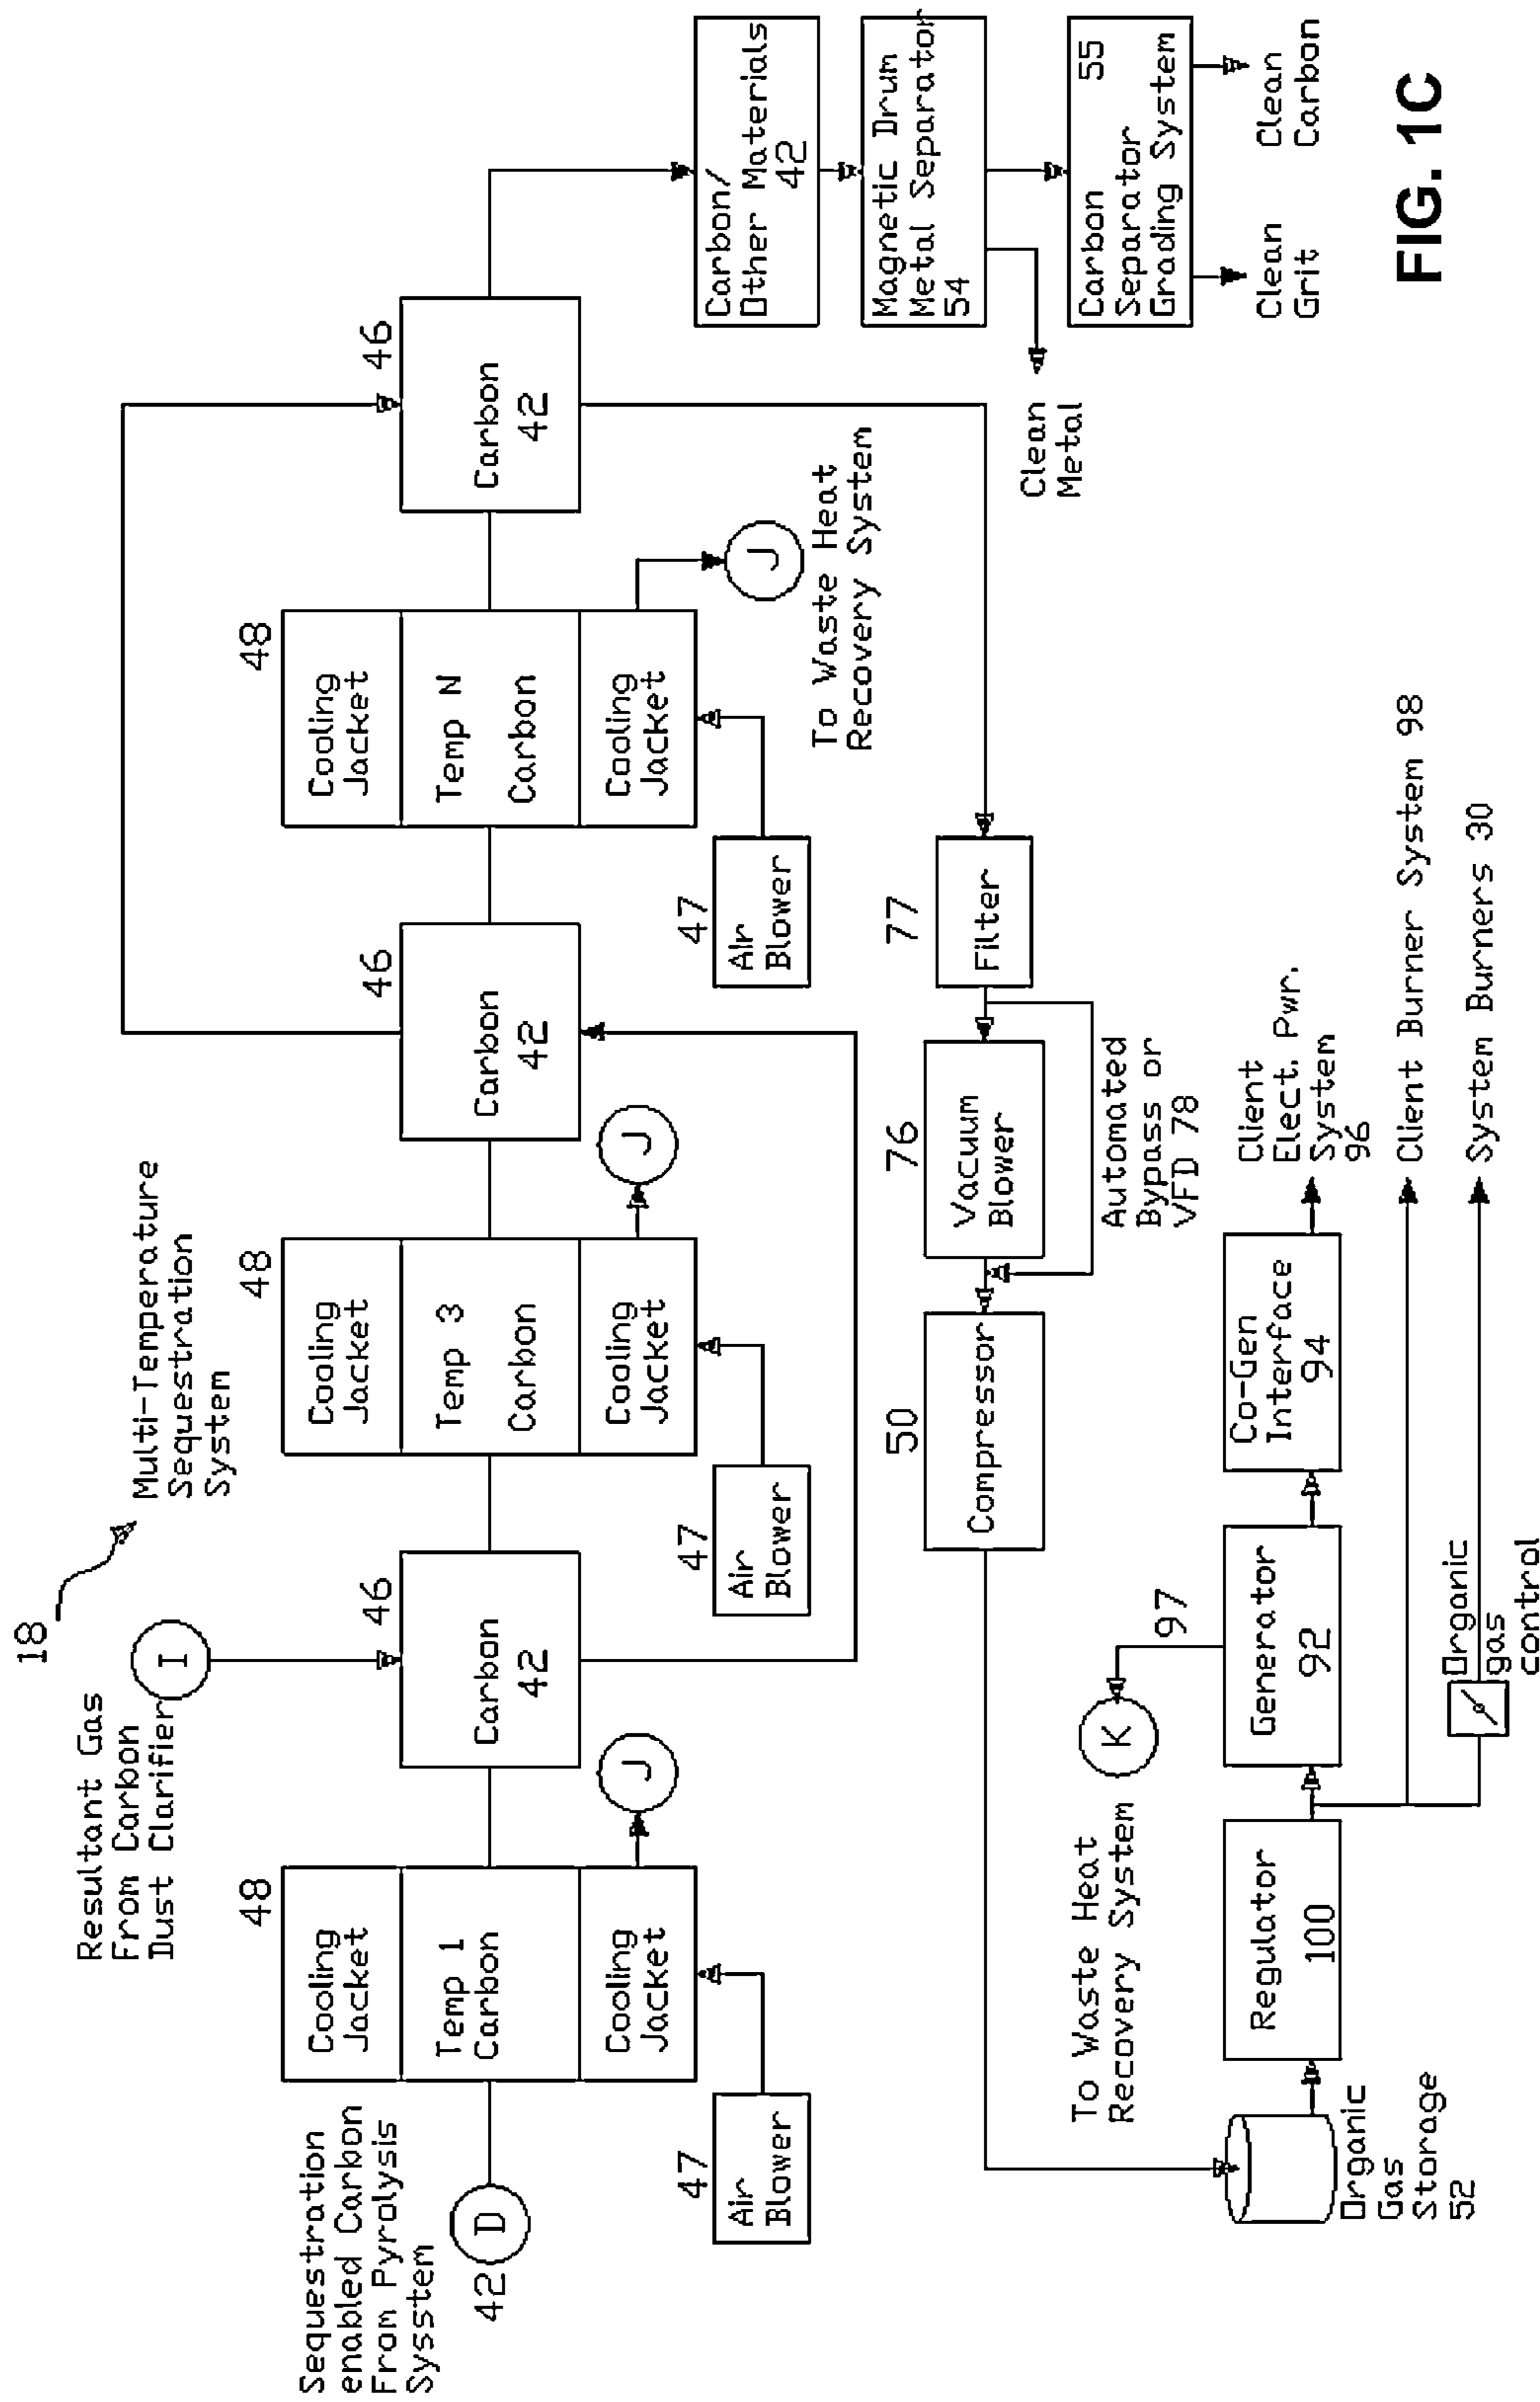 18
Multi-Temperature
Sequestration
System
Resultant Gas
From Carbon
Dust Clarifier
I
Sequestration
enabled Carbon
From Pyrolysis
Sysstem
42
D
48
Cooling
Jacket
Temp 1
Carbon
Cooling
Jacket
J
47
Air
Blower
46
Carbon
42
48
Cooling
Jacket
Temp 3
Carbon
Cooling
Jacket
J
47
Air
Blower
46
Carbon
42
48
Cooling
Jacket
Temp N
Carbon
Cooling
Jacket
J
To Waste Heat
Recovery System
47
Air
Blower
46
Carbon
42
Carbon/
Other Materials
42
Magnetic Drum
Metal Separator
54
Clean
Metal
Carbon 55
Separator
Grading System
Clean
Grit
Clean
Carbon
77
Filter
76
Vacuum
Blower
Automated
Bypass or
VFD 78
50
Compressor
Organic
Gas
Storage
52
Regulator
100
To Waste Heat
Recovery System
K
97
Generator
92
Co-Gen
Interface
94
Client
Elect. Pwr.
System
96
Client Burner System 98
System Burners 30
Organic
gas
control
FIG. 1C